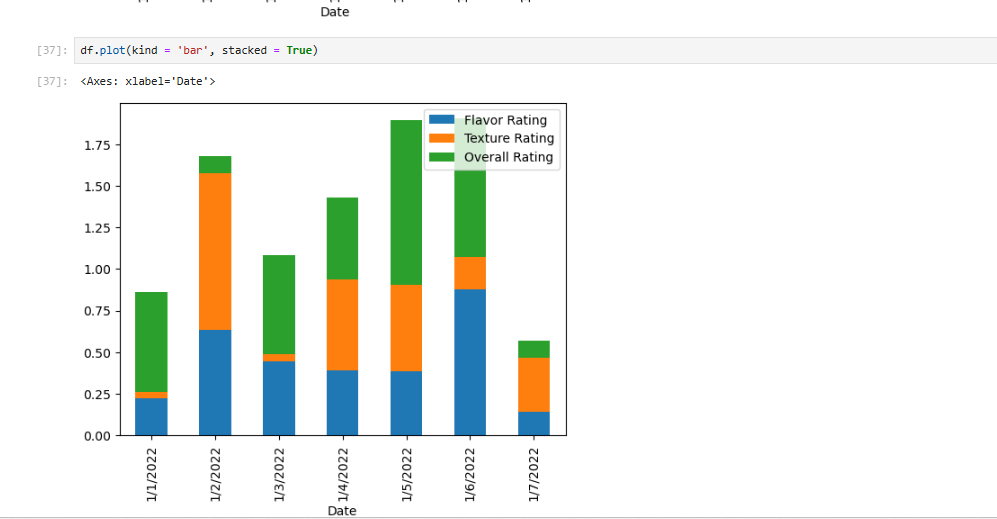 Date
[37]: df.plot(kind = 'bar', stacked = True)
[37]: <Axes: xlabel='Date'>
Flavor Rating
Texture Rating
Overall Rating
1.75
1.50
1.25
1.00
0.75
0.50
0.25
0.00
1/1/2022
1/2/2022
1/3/2022
1/4/2022
1/5/2022
1/6/2022
1/7/2022
Date